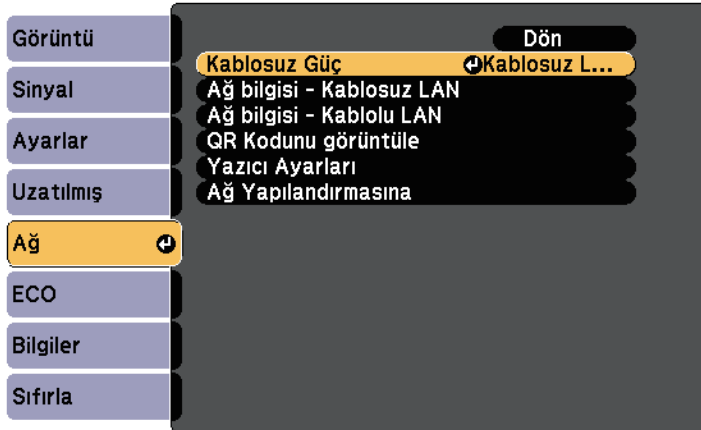 Görüntü
Sinyal
Ayarlar
Uzatılmış
Ağ
ECO
Bilgiler
Sıfırla
Dön
Kablosuz Güç Kablosuz L...
Ağ bilgisi - Kablosuz LAN
Ağ bilgisi - Kablolu LAN
QR Kodunu görüntüle
Yazıcı Ayarları
Ağ Yapılandırmasına